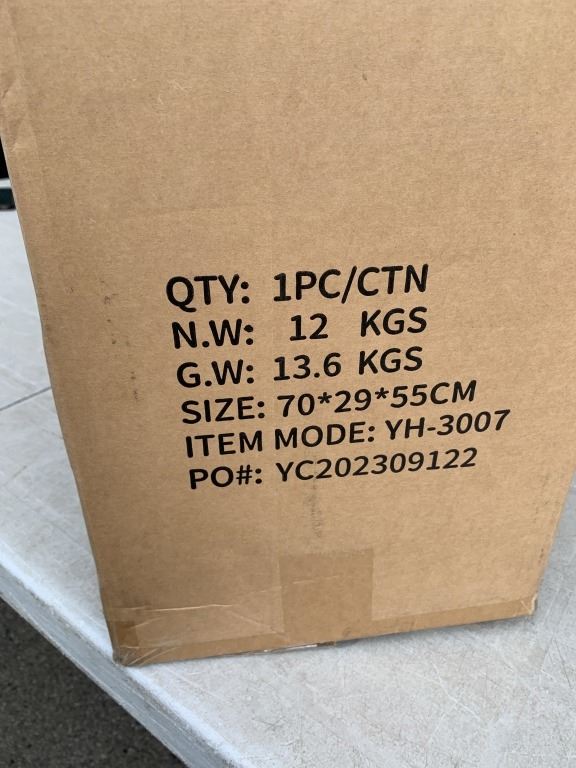 QTY: 1PC/CTN
N.W: 12 KGS
G.W: 13.6 KGS
SIZE: 70*29*55CM
ITEM MODE: YH-3007
PO#: YC202309122